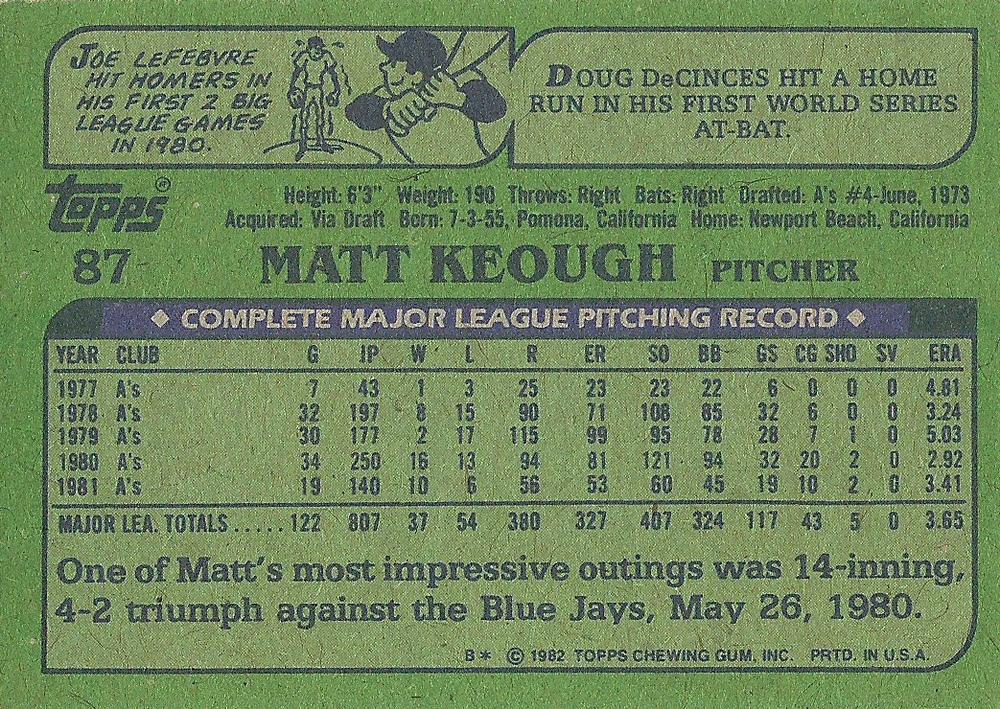 JOE LEFEBVRE
HIT HOMERS IN
HIS FIRST 2 BIG
LEAGUE GAMES
IN 1980.
DOUG DeCINCES HIT A HOME
RUN IN HIS FIRST WORLD SERIES
AT-BAT.
Topps®
Height: 6'3" Weight: 190 Throws: Right Bats: Right Drafted: A's #4-June, 1973
Acquired: Via Draft Born: 7-3-55, Pomona, California Home: Newport Beach, California
87 MATT KEOUGH PITCHER
◆ COMPLETE MAJOR LEAGUE PITCHING RECORD ◆
YEAR CLUB G IP W L R ER SO BB GS CG SHO SV ERA
1977 A's 7 43 1 3 25 23 23 22 6 0 0 0 4.81
1978 A's 32 197 8 15 90 71 108 85 32 6 0 0 3.24
1979 A's 30 177 2 17 115 99 95 78 28 7 1 0 5.03
1980 A's 34 250 16 13 94 81 121 94 32 20 2 0 2.92
1981 A's 19 140 10 6 56 53 60 45 19 10 2 0 3.41
MAJOR LEA. TOTALS.....122 807 37 54 380 327 407 324 117 43 5 0 3.65
One of Matt's most impressive outings was 14-inning,
4-2 triumph against the Blue Jays, May 26, 1980.
B* © 1982 TOPPS CHEWING GUM, INC. PRTD. IN U.S.A.